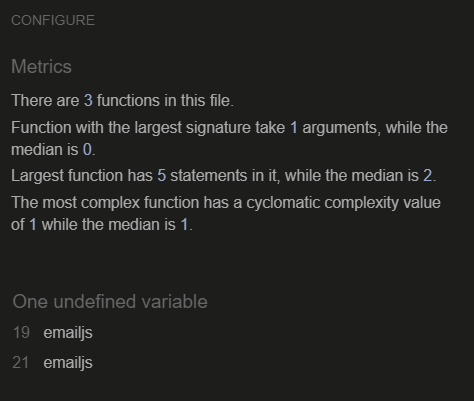 CONFIGURE
Metrics
There are 3 functions in this file.
Function with the largest signature take 1 arguments, while the
median is 0.
Largest function has 5 statements in it, while the median is 2.
The most complex function has a cyclomatic complexity value
of 1 while the median is 1.
One undefined variable
19 emailjs
21 emailjs